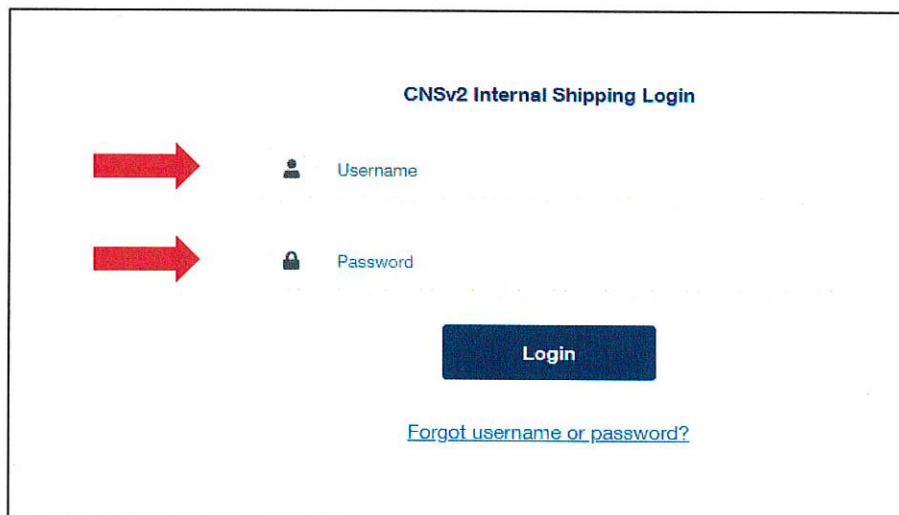 CNSv2 Internal Shipping Login
Username
Password
Login
Forgot username or password?